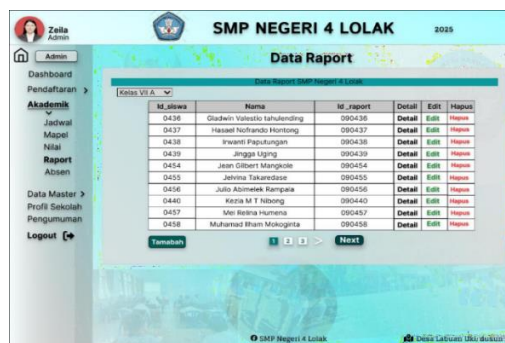 Zeila
Admin
SMP NEGERI 4 LOLAK
2025
Admin
Data Raport
Dashboard
Pendaftaran >
Akademik
Jadwal
Mapel
Nilai
Raport
Absen
Data Master >
Profil Sekolah
Pengumuman
Logout
Data Raport SMP Negeri 4 Lolak
Kelas VII A
Id_siswa Nama Id_raport Detail Edit Hapus
0436 Gladwin Valestio tahulending 090436 Detail Edit Hapus
0437 Hasael Nofrando Hontong 090437 Detail Edit Hapus
0438 Irwanti Paputungan 090438 Detail Edit Hapus
0439 Jingga Uging 090439 Detail Edit Hapus
0454 Jean Gilbert Mangkole 090454 Detail Edit Hapus
0455 Jelvina Takaredase 090455 Detail Edit Hapus
0456 Julio Abimelek Rampala 090456 Detail Edit Hapus
0440 Kezia M T Nibong 090440 Detail Edit Hapus
0457 Mei Relina Humena 090457 Detail Edit Hapus
0458 Muhamad Ilham Mokoginta 090458 Detail Edit Hapus
Tamabah
1 2 3 > Next
SMP Negeri 4 Lolak
Desa Labuan Uki dusun